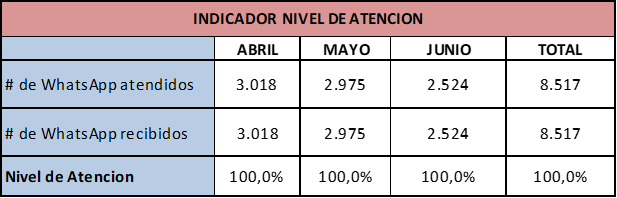 INDICADOR NIVEL DE ATENCION
ABRIL MAYO JUNIO TOTAL
# de WhatsApp atendidos 3.018 2.975 2.524 8.517
# de WhatsApp recibidos 3.018 2.975 2.524 8.517
Nivel de Atencion 100,0% 100,0% 100,0% 100,0%